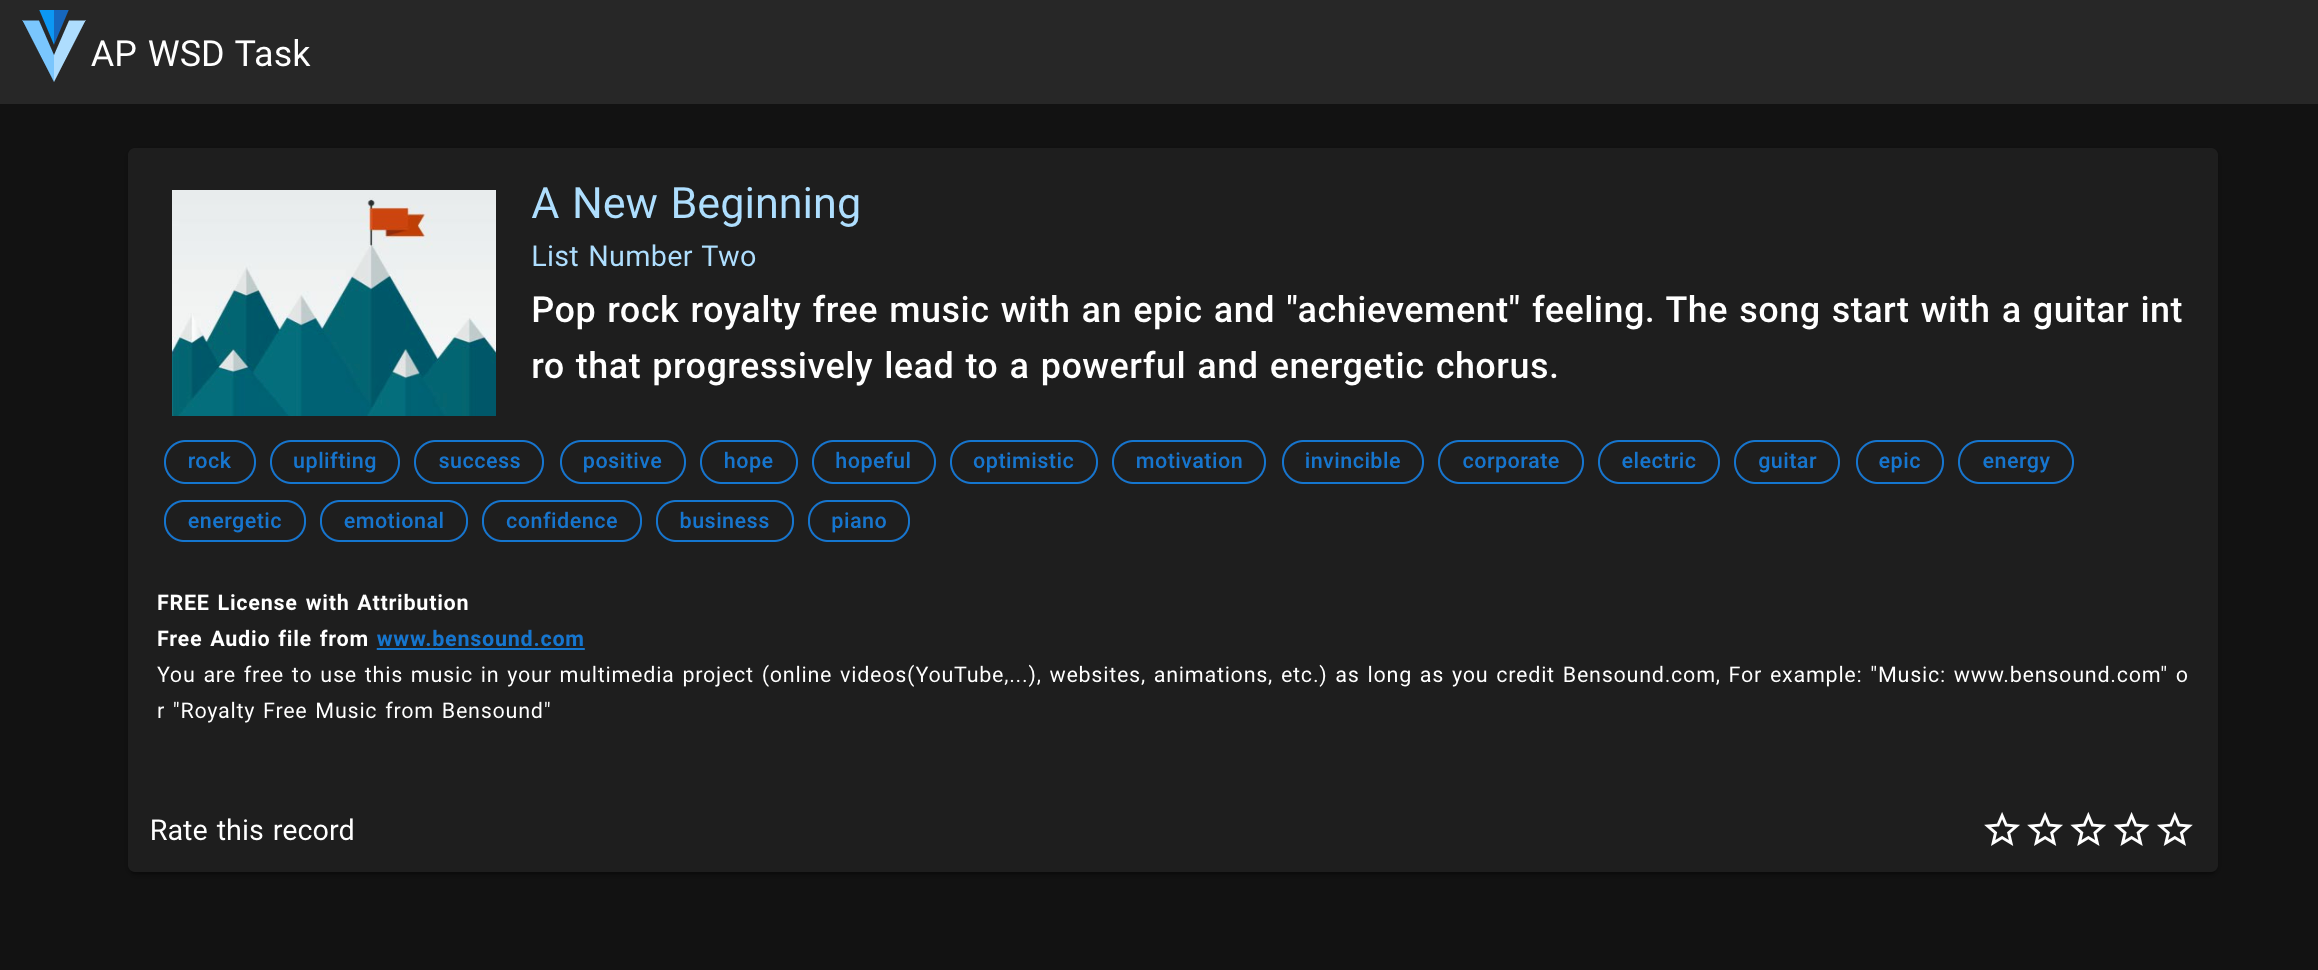 AP WSD Task
A New Beginning
List Number Two
Pop rock royalty free music with an epic and "achievement" feeling. The song start with a guitar int
ro that progressively lead to a powerful and energetic chorus.
rock uplifting success positive hope hopeful optimistic motivation invincible corporate electric guitar epic energy
energetic emotional confidence business piano
FREE License with Attribution
Free Audio file from www.bensound.com
You are free to use this music in your multimedia project (online videos(YouTube,...), websites, animations, etc.) as long as you credit Bensound.com, For example: "Music: www.bensound.com" o
r "Royalty Free Music from Bensound"
Rate this record